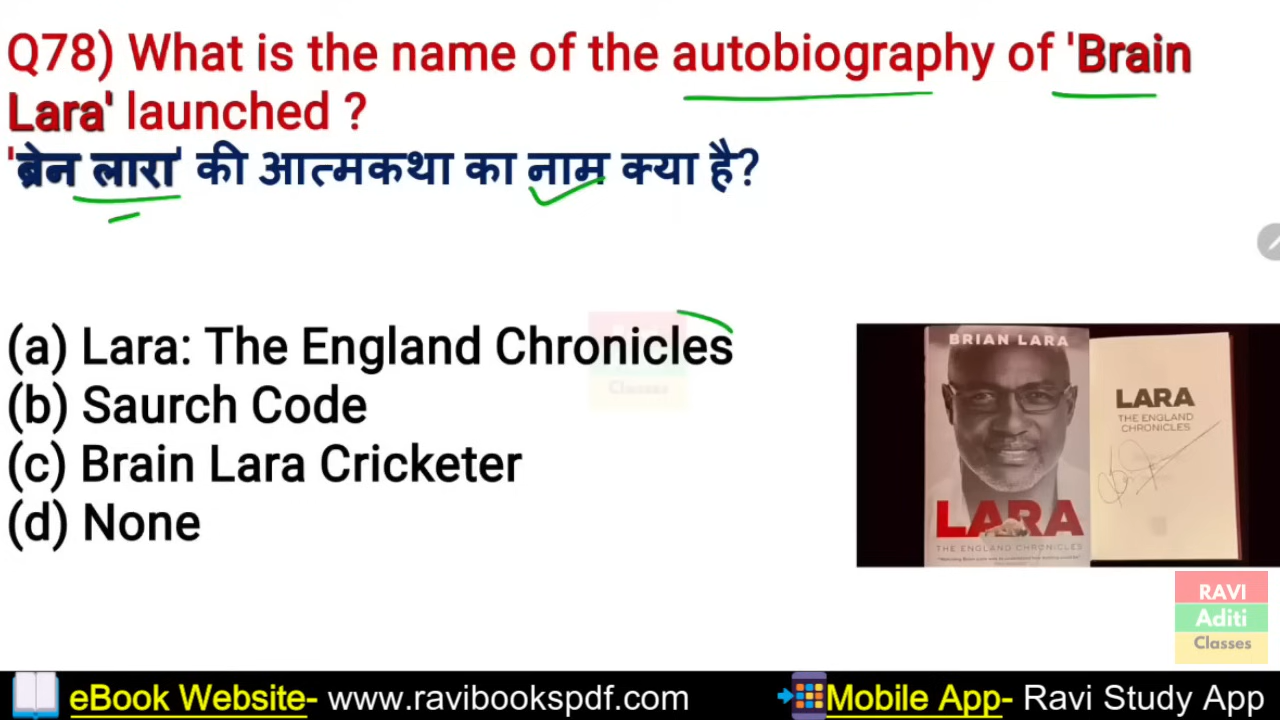 Q78) What is the name of the autobiography of 'Brain
Lara' launched ?
'ब्रेन लारा' की आत्मकथा का नाम क्या है?
(a) Lara: The England Chronicles
(b) Saurch Code
(c) Brain Lara Cricketer
(d) None
BRIAN LARA
LARA
THE ENGLAND CHRONICLES
LARA
THE ENGLAND
CHRONICLES
Classes
RAVI
Aditi
Classes
eBook Website- www.ravibookspdf.com
Mobile App- Ravi Study App